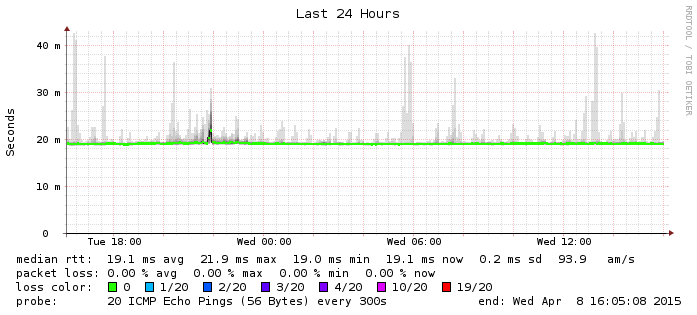 Last 24 Hours
RRDTOOL / TOBI OETIKER
Seconds
40 m
30 m
20 m
10 m
0
Tue 18:00 Wed 00:00 Wed 06:00 Wed 12:00
median rtt: 19.1 ms avg 21.9 ms max 19.0 ms min 19.1 ms now 0.2 ms sd 93.9 am/s
packet loss: 0.00 % avg 0.00 % max 0.00 % min 0.00 % now
loss color: 0 1/20 2/20 3/20 4/20 10/20 19/20
probe: 20 ICMP Echo Pings (56 Bytes) every 300s end: Wed Apr 8 16:05:08 2015